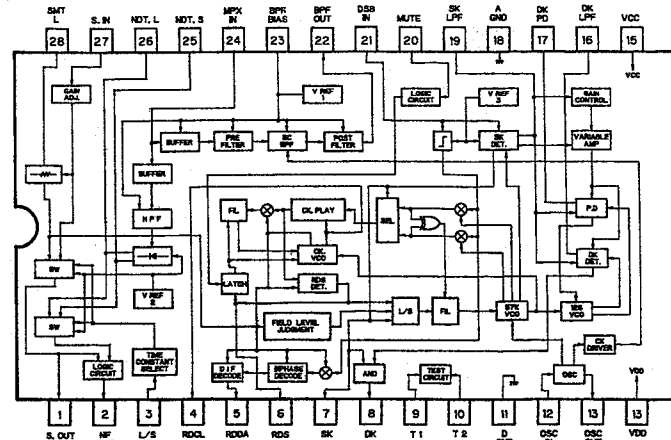 SMT L
S. IN
NOT. L
NOT. S
MPX IN
BPF BIAS
BPF OUT
DSB IN
MUTE
SK LPF
A GND
DK PD
DK LPF
VCC
28 27 26 25 24 23 22 21 20 19 18 17 16 15
VCC
GAIN ADJ.
V REF 1
LOGIC CIRCUIT
V REF 3
GAIN CONTROL
BUFFER
PRE FILTER
SC BPF
POST FILTER
SK DET.
VARIABLE AMP
BUFFER
H P F
FIL
CK. PLAY
SEL
P.D
SW
CK. VCO
DK DET.
LATCH
RDS DET.
V REF 2
L/S
FIL
57K VCO
125 VCO
SW
FIELD LEVEL JUDGMENT
CK DRIVER
LOGIC CIRCUIT
TIME CONSTANT SELECT
DIF DECODE
BPHASE DECODE
AND
TEST CIRCUIT
OSC
VDD
1 2 3 4 5 6 7 8 9 10 11 12 13 13
S. OUT
NF
L/S
RDCL
RDDA
RDS
SK
DK
T 1
T 2
D
OSC
OSC
VDD